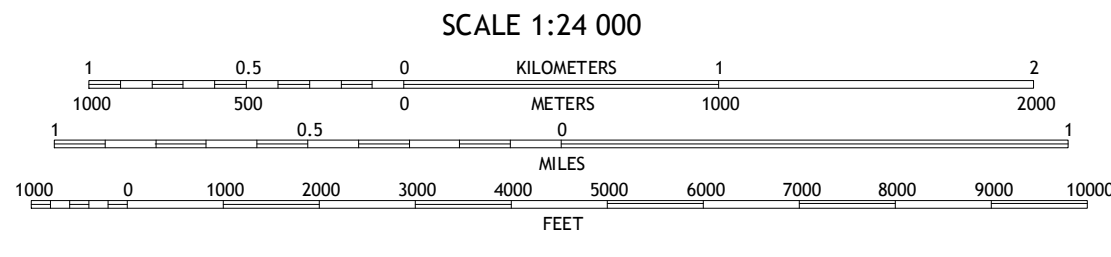 SCALE 1:24 000
1 0.5 0 KILOMETERS 1 2
1000 500 0 METERS 1000 2000
1 0.5 0 1
MILES
1000 0 1000 2000 3000 4000 5000 6000 7000 8000 9000 10000
FEET